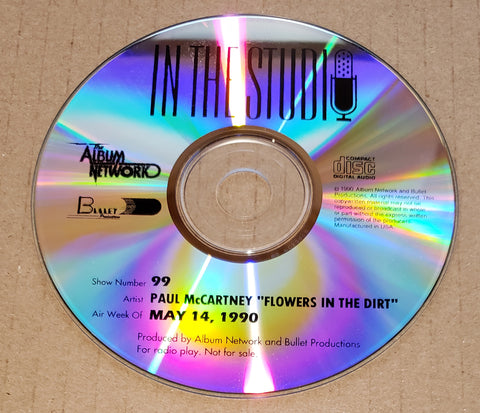 IN THE STUDIO
The
ALBUM
NETWORK
BULLET
COMPACT
disc
DIGITAL AUDIO
℗ 1990 Album Network and Bullet
Productions. All rights reserved. This
copywritten material may not be
reproduced or broadcast in whole
or part without the express, written
permission of the producers.
Manufactured in U.S.A.
Show Number 99
Artist PAUL McCARTNEY "FLOWERS IN THE DIRT"
Air Week Of MAY 14, 1990
Produced by Album Network and Bullet Productions
For radio play. Not for sale.